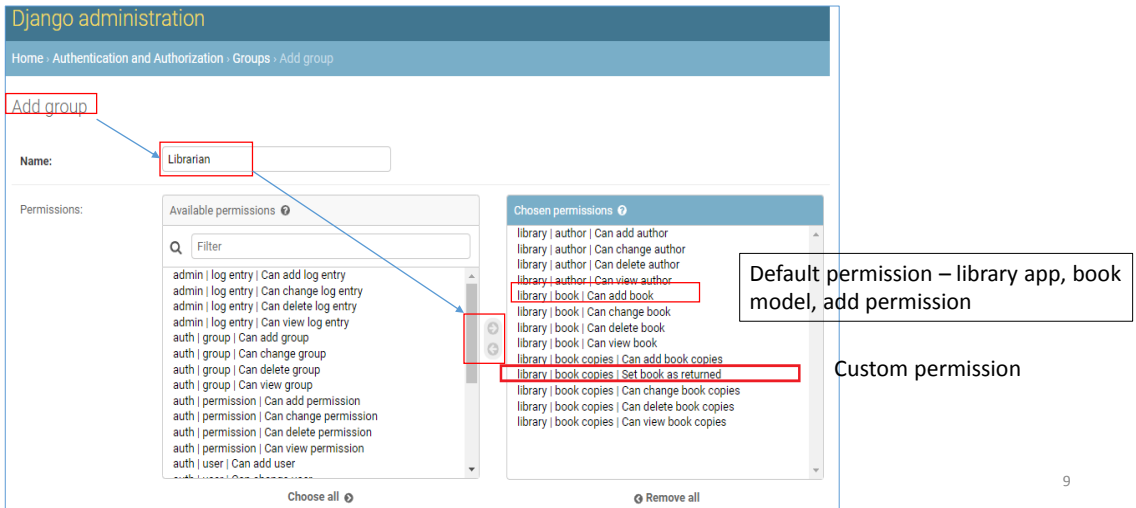 Django administration
Home › Authentication and Authorization › Groups › Add group
Add group
Name:
Librarian
Permissions:
Available permissions
Filter
admin | log entry | Can add log entry
admin | log entry | Can change log entry
admin | log entry | Can delete log entry
admin | log entry | Can view log entry
auth | group | Can add group
auth | group | Can change group
auth | group | Can delete group
auth | group | Can view group
auth | permission | Can add permission
auth | permission | Can change permission
auth | permission | Can delete permission
auth | permission | Can view permission
auth | user | Can add user
Choose all
Chosen permissions
library | author | Can add author
library | author | Can change author
library | author | Can delete author
library | author | Can view author
library | book | Can add book
library | book | Can change book
library | book | Can delete book
library | book | Can view book
library | book copies | Can add book copies
library | book copies | Set book as returned
library | book copies | Can change book copies
library | book copies | Can delete book copies
library | book copies | Can view book copies
Remove all
Default permission – library app, book
model, add permission
Custom permission
9